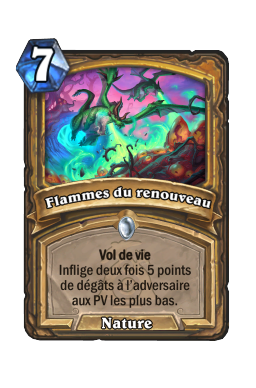 7
Flammes du renouveau
Vol de vie
Inflige deux fois 5 points
de dégâts à l'adversaire
aux PV les plus bas.
Nature